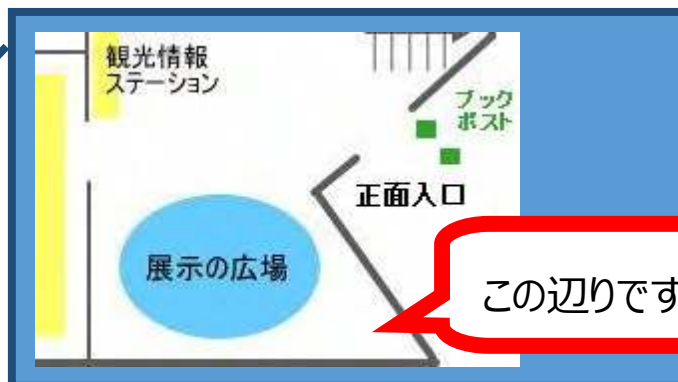 観光情報
ステーション
ブック
ポスト
正面入口
展示の広場
この辺りです